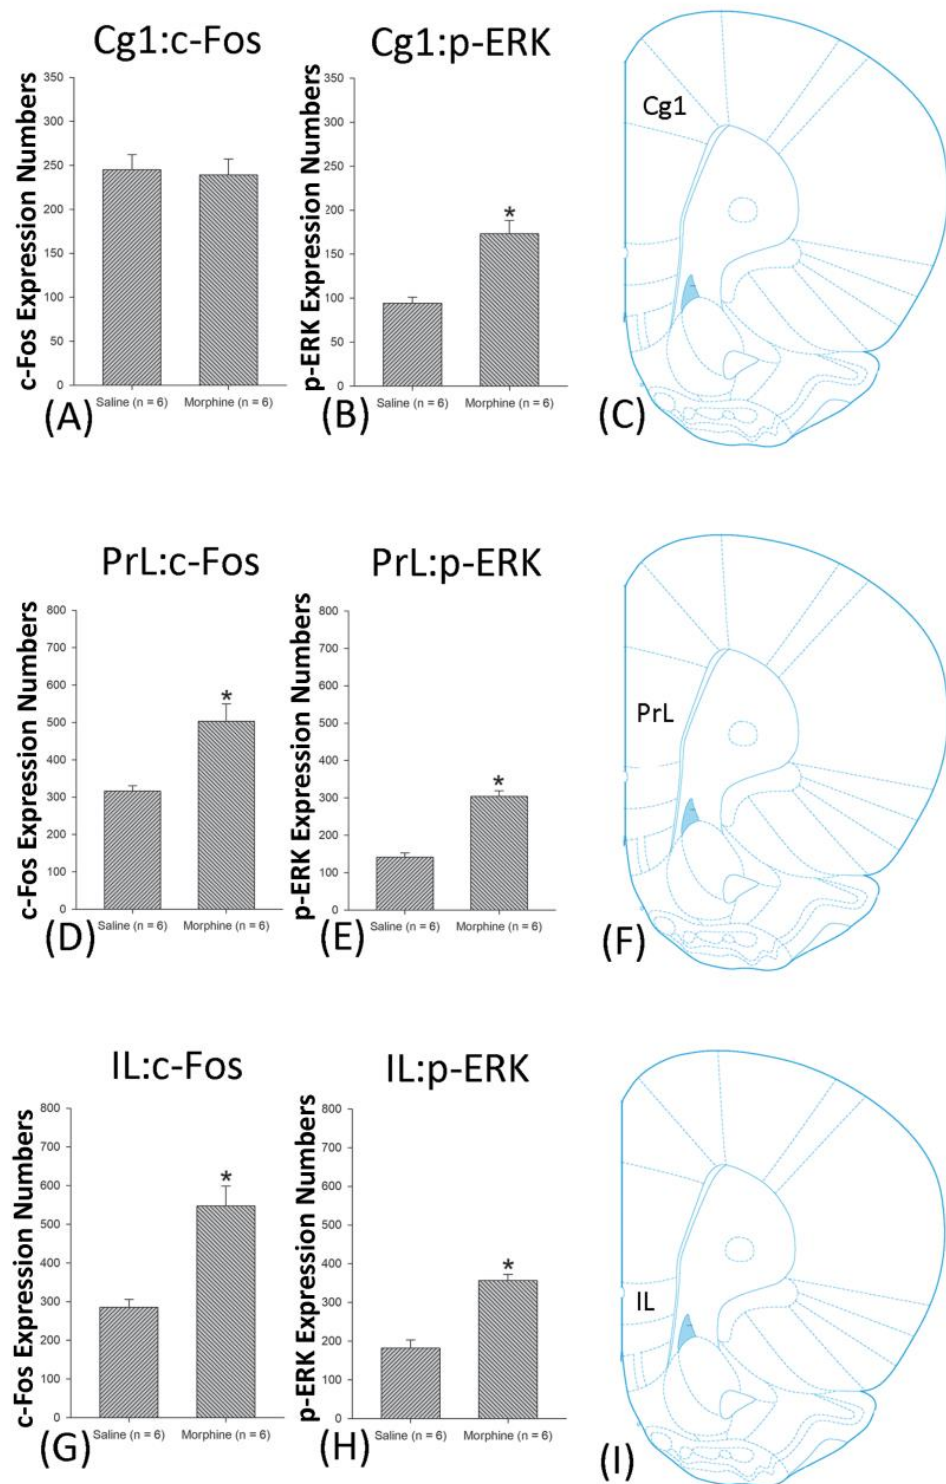 Cg1:c-Fos
c-Fos Expression Numbers
350
300
250
200
150
100
50
0
Saline (n = 6) Morphine (n = 6)
(A)
Cg1:p-ERK
p-ERK Expression Numbers
350
300
250
200
150
100
50
0
*
Saline (n = 6) Morphine (n = 6)
(B)
Cg1
(C)
PrL:c-Fos
c-Fos Expression Numbers
800
700
600
500
400
300
200
100
0
*
Saline (n = 6) Morphine (n = 6)
(D)
PrL:p-ERK
p-ERK Expression Numbers
800
700
600
500
400
300
200
100
0
*
Saline (n = 6) Morphine (n = 6)
(E)
PrL
(F)
IL:c-Fos
c-Fos Expression Numbers
800
700
600
500
400
300
200
100
0
*
Saline (n = 6) Morphine (n = 6)
(G)
IL:p-ERK
p-ERK Expression Numbers
800
700
600
500
400
300
200
100
0
*
Saline (n = 6) Morphine (n = 6)
(H)
IL
(I)